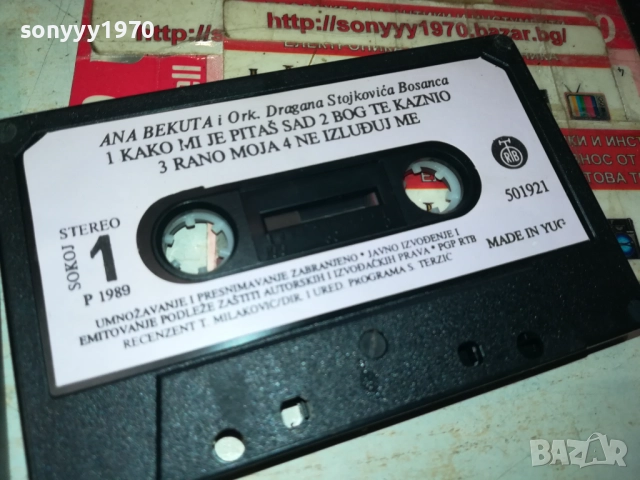 sonyyy1970
sonyyy1970
http://sonyyy1970.bazar.bg/
ANA BEKUTA i Ork. Dragana Stojkovića Bosanca
1 KAKO MI JE PITAŠ SAD 2 BOG TE KAZNIO
3 RANO MOJA 4 NE IZLUĐUJ ME
SOKOJ
STEREO
1
P 1989
RTB
501921
MADE IN YUG
UMNOŽAVANJE I PRESNIMAVANJE ZABRANJENO • JAVNO IZVOĐENJE I
EMITOVANJE PODLEŽE ZAŠTITI AUTORSKIH I IZVOĐAČKIH PRAVA • PGP RTB
RECENZENT T. MILAKOVIĆ/DIR. I URED. PROGRAMA S. TERZIĆ
BAZAR